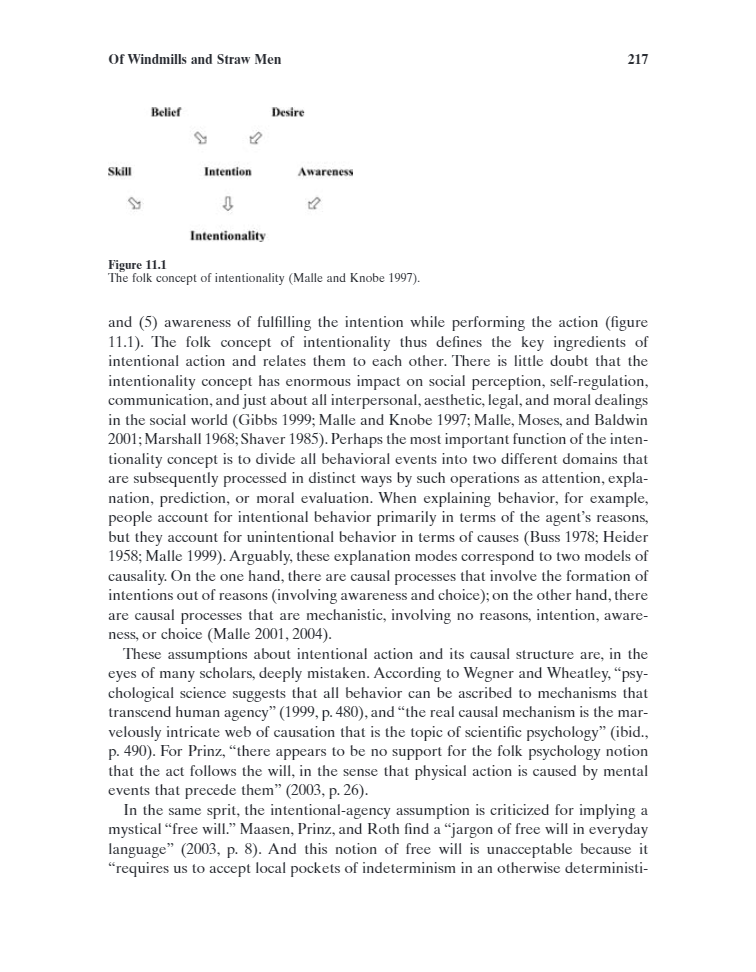 Of Windmills and Straw Men 217
Belief Desire
Skill Intention Awareness
Intentionality
Figure 11.1
The folk concept of intentionality (Malle and Knobe 1997).
and (5) awareness of fulfilling the intention while performing the action (figure
11.1). The folk concept of intentionality thus defines the key ingredients of
intentional action and relates them to each other. There is little doubt that the
intentionality concept has enormous impact on social perception, self-regulation,
communication, and just about all interpersonal, aesthetic, legal, and moral dealings
in the social world (Gibbs 1999; Malle and Knobe 1997; Malle, Moses, and Baldwin
2001; Marshall 1968; Shaver 1985). Perhaps the most important function of the inten-
tionality concept is to divide all behavioral events into two different domains that
are subsequently processed in distinct ways by such operations as attention, expla-
nation, prediction, or moral evaluation. When explaining behavior, for example,
people account for intentional behavior primarily in terms of the agent's reasons,
but they account for unintentional behavior in terms of causes (Buss 1978; Heider
1958; Malle 1999). Arguably, these explanation modes correspond to two models of
causality. On the one hand, there are causal processes that involve the formation of
intentions out of reasons (involving awareness and choice); on the other hand, there
are causal processes that are mechanistic, involving no reasons, intention, aware-
ness, or choice (Malle 2001, 2004).
These assumptions about intentional action and its causal structure are, in the
eyes of many scholars, deeply mistaken. According to Wegner and Wheatley, “psy-
chological science suggests that all behavior can be ascribed to mechanisms that
transcend human agency” (1999, p. 480), and “the real causal mechanism is the mar-
velously intricate web of causation that is the topic of scientific psychology” (ibid.,
p. 490). For Prinz, “there appears to be no support for the folk psychology notion
that the act follows the will, in the sense that physical action is caused by mental
events that precede them” (2003, p. 26).
In the same sprit, the intentional-agency assumption is criticized for implying a
mystical “free will.” Maasen, Prinz, and Roth find a “jargon of free will in everyday
language” (2003, p. 8). And this notion of free will is unacceptable because it
“requires us to accept local pockets of indeterminism in an otherwise deterministi-